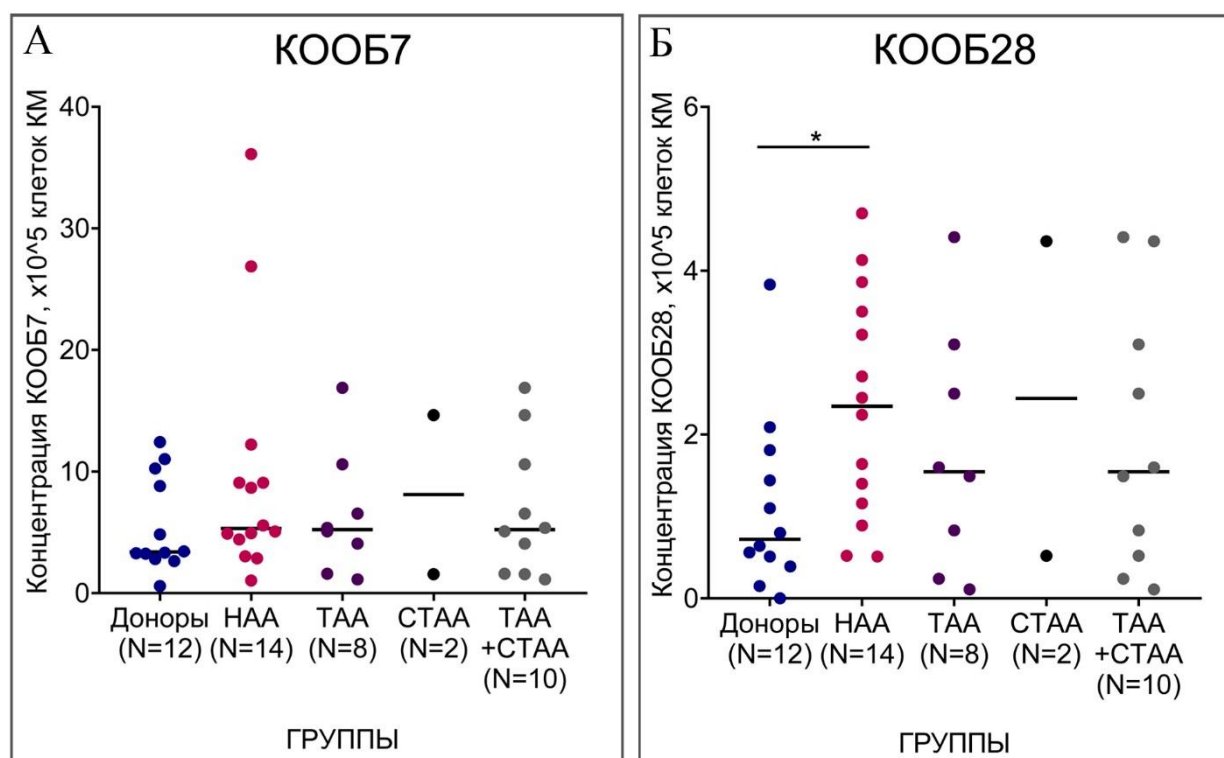 А
КООБ7
Концентрация КООБ7, х10^5 клеток КМ
40
30
20
10
0
Доноры НАА ТАА СТАА ТАА
(N=12) (N=14) (N=8) (N=2) +СТАА
(N=10)
ГРУППЫ
Б
КООБ28
Концентрация КООБ28, х10^5 клеток КМ
6
4
2
0
*
Доноры НАА ТАА СТАА ТАА
(N=12) (N=14) (N=8) (N=2) +СТАА
(N=10)
ГРУППЫ